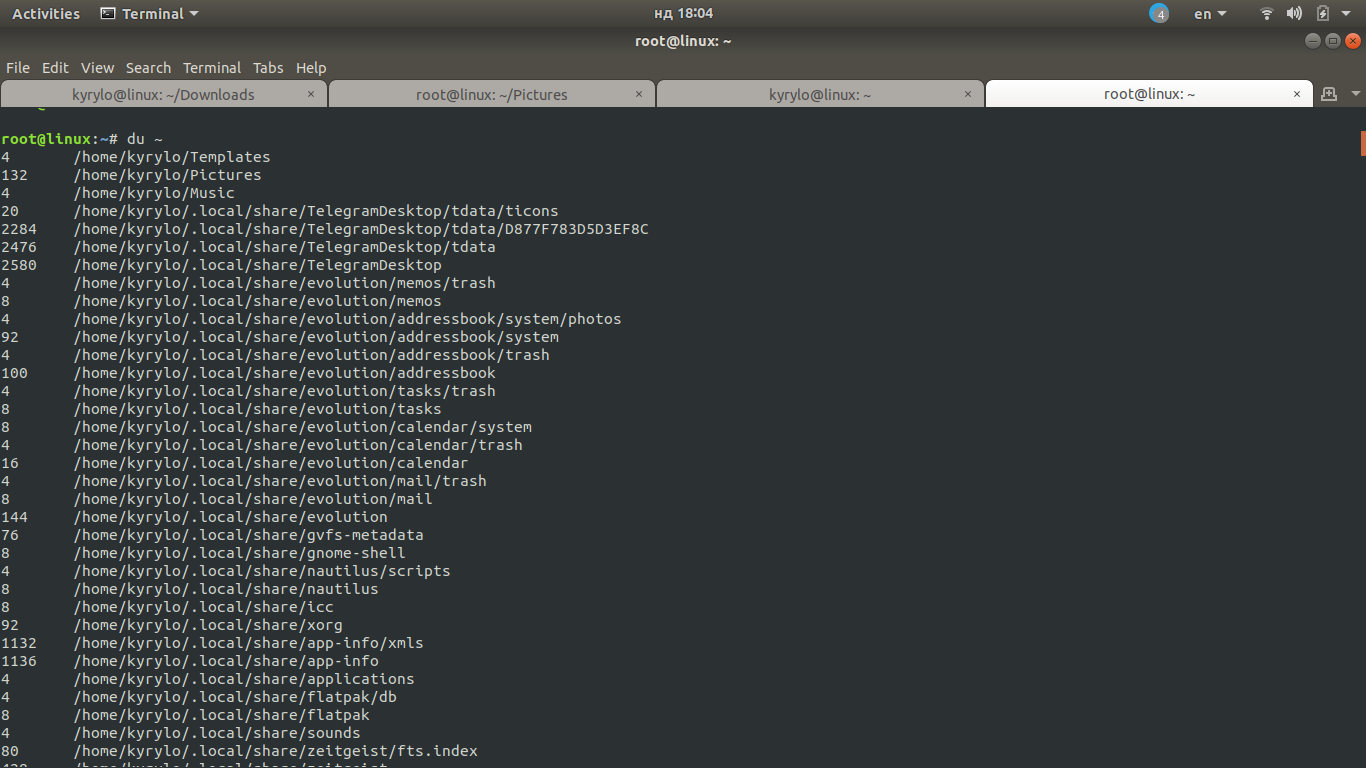 Activities Terminal нд 18:04 4 en
root@linux: ~
File Edit View Search Terminal Tabs Help
kyrylo@linux: ~/Downloads × root@linux: ~/Pictures × kyrylo@linux: ~ × root@linux: ~ ×
root@linux:~# du ~
4 /home/kyrylo/Templates
132 /home/kyrylo/Pictures
4 /home/kyrylo/Music
20 /home/kyrylo/.local/share/TelegramDesktop/tdata/ticons
2284 /home/kyrylo/.local/share/TelegramDesktop/tdata/D877F783D5D3EF8C
2476 /home/kyrylo/.local/share/TelegramDesktop/tdata
2580 /home/kyrylo/.local/share/TelegramDesktop
4 /home/kyrylo/.local/share/evolution/memos/trash
8 /home/kyrylo/.local/share/evolution/memos
4 /home/kyrylo/.local/share/evolution/addressbook/system/photos
92 /home/kyrylo/.local/share/evolution/addressbook/system
4 /home/kyrylo/.local/share/evolution/addressbook/trash
100 /home/kyrylo/.local/share/evolution/addressbook
4 /home/kyrylo/.local/share/evolution/tasks/trash
8 /home/kyrylo/.local/share/evolution/tasks
8 /home/kyrylo/.local/share/evolution/calendar/system
4 /home/kyrylo/.local/share/evolution/calendar/trash
16 /home/kyrylo/.local/share/evolution/calendar
4 /home/kyrylo/.local/share/evolution/mail/trash
8 /home/kyrylo/.local/share/evolution/mail
144 /home/kyrylo/.local/share/evolution
76 /home/kyrylo/.local/share/gvfs-metadata
8 /home/kyrylo/.local/share/gnome-shell
4 /home/kyrylo/.local/share/nautilus/scripts
8 /home/kyrylo/.local/share/nautilus
8 /home/kyrylo/.local/share/icc
92 /home/kyrylo/.local/share/xorg
1132 /home/kyrylo/.local/share/app-info/xmls
1136 /home/kyrylo/.local/share/app-info
4 /home/kyrylo/.local/share/applications
4 /home/kyrylo/.local/share/flatpak/db
8 /home/kyrylo/.local/share/flatpak
4 /home/kyrylo/.local/share/sounds
80 /home/kyrylo/.local/share/zeitgeist/fts.index
/home/kyrylo/.local/share/zeitgeist